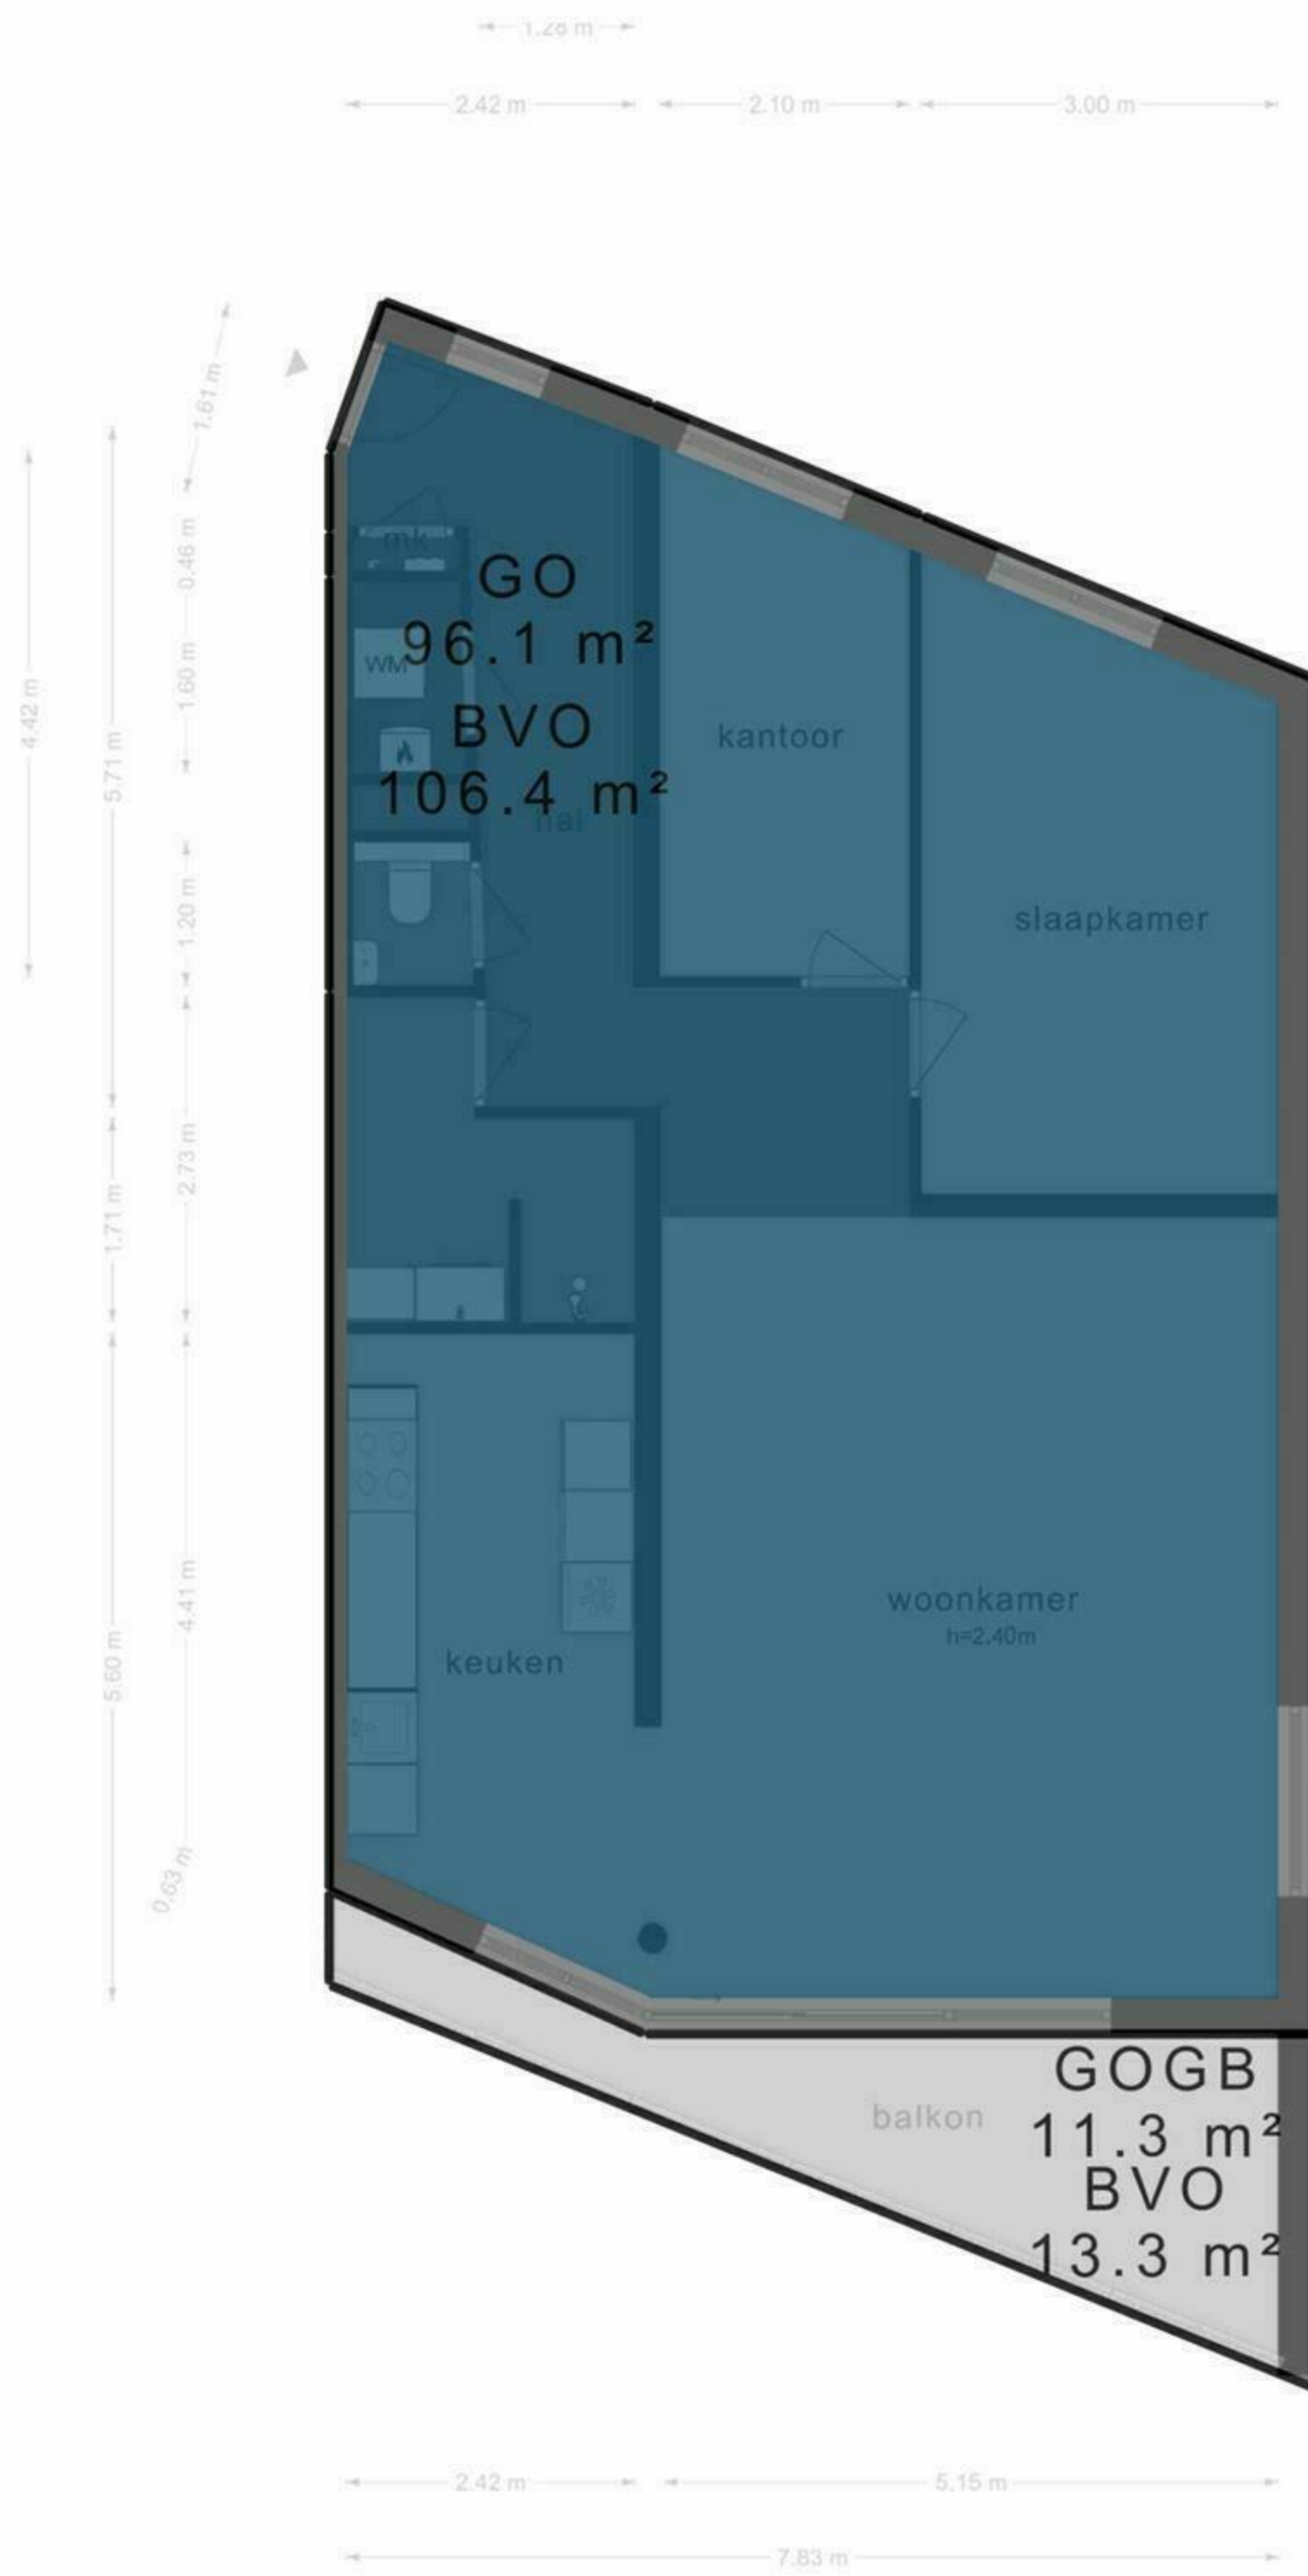 1.28 m
2.42 m
2.10 m
3.00 m
1.61 m
0.46 m
mk
GO
96.1 m²
WM
1.60 m
4.42 m
BVO
kantoor
5.71 m
106.4 m²
hal
1.20 m
slaapkamer
2.73 m
1.71 m
4.41 m
woonkamer
h=2.40m
5.60 m
keuken
0.63 m
GOGB
balkon
11.3 m²
BVO
13.3 m²
2.42 m
5.15 m
7.83 m